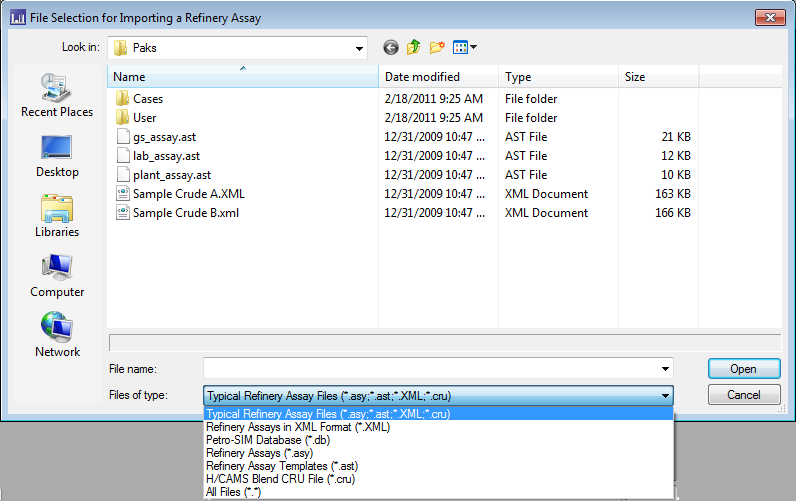 File Selection for Importing a Refinery Assay
Look in: Paks
Name Date modified Type Size
Recent Places
Desktop
Libraries
Computer
Network
Cases 2/18/2011 9:25 AM File folder
User 2/18/2011 9:25 AM File folder
gs_assay.ast 12/31/2009 10:47 ... AST File 21 KB
lab_assay.ast 12/31/2009 10:47 ... AST File 12 KB
plant_assay.ast 12/31/2009 10:47 ... AST File 10 KB
Sample Crude A.XML 12/31/2009 10:47 ... XML Document 163 KB
Sample Crude B.xml 12/31/2009 10:47 ... XML Document 166 KB
File name: Open
Files of type: Typical Refinery Assay Files (*.asy;*.ast;*.XML;*.cru) Cancel
Typical Refinery Assay Files (*.asy;*.ast;*.XML;*.cru)
Refinery Assays in XML Format (*.XML)
Petro-SIM Database (*.db)
Refinery Assays (*.asy)
Refinery Assay Templates (*.ast)
H/CAMS Blend CRU File (*.cru)
All Files (*.*)